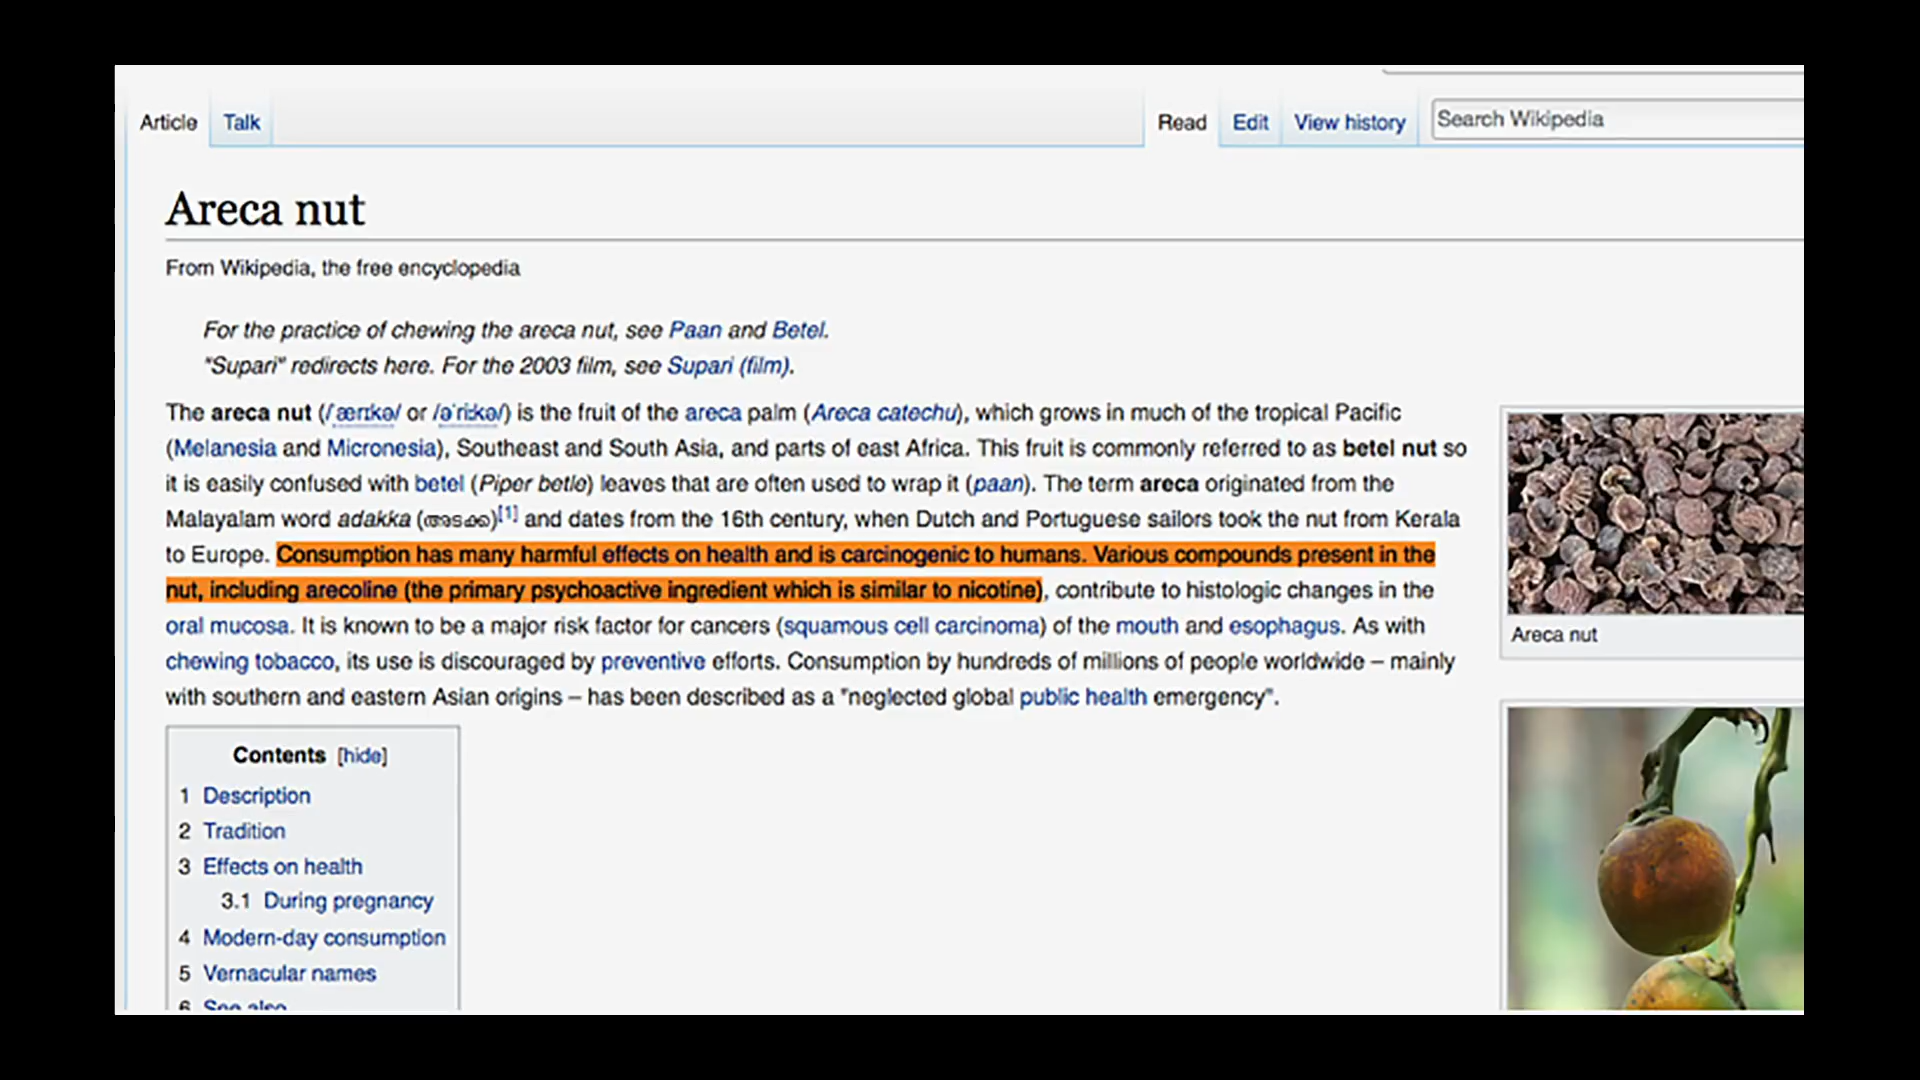 Article
Talk
Read
Edit
View history
Search Wikipedia
Areca nut
From Wikipedia, the free encyclopedia
For the practice of chewing the areca nut, see Paan and Betel.
"Supari" redirects here. For the 2003 film, see Supari (film).
The areca nut (/ˈærɪkə/ or /əˈriːkə/) is the fruit of the areca palm (Areca catechu), which grows in much of the tropical Pacific
(Melanesia and Micronesia), Southeast and South Asia, and parts of east Africa. This fruit is commonly referred to as betel nut so
it is easily confused with betel (Piper betle) leaves that are often used to wrap it (paan). The term areca originated from the
Malayalam word adakka (അടക്ക)[1] and dates from the 16th century, when Dutch and Portuguese sailors took the nut from Kerala
to Europe. Consumption has many harmful effects on health and is carcinogenic to humans. Various compounds present in the
nut, including arecoline (the primary psychoactive ingredient which is similar to nicotine), contribute to histologic changes in the
oral mucosa. It is known to be a major risk factor for cancers (squamous cell carcinoma) of the mouth and esophagus. As with
chewing tobacco, its use is discouraged by preventive efforts. Consumption by hundreds of millions of people worldwide – mainly
with southern and eastern Asian origins – has been described as a "neglected global public health emergency".
Areca nut
Contents [hide]
1 Description
2 Tradition
3 Effects on health
3.1 During pregnancy
4 Modern-day consumption
5 Vernacular names
6 See also